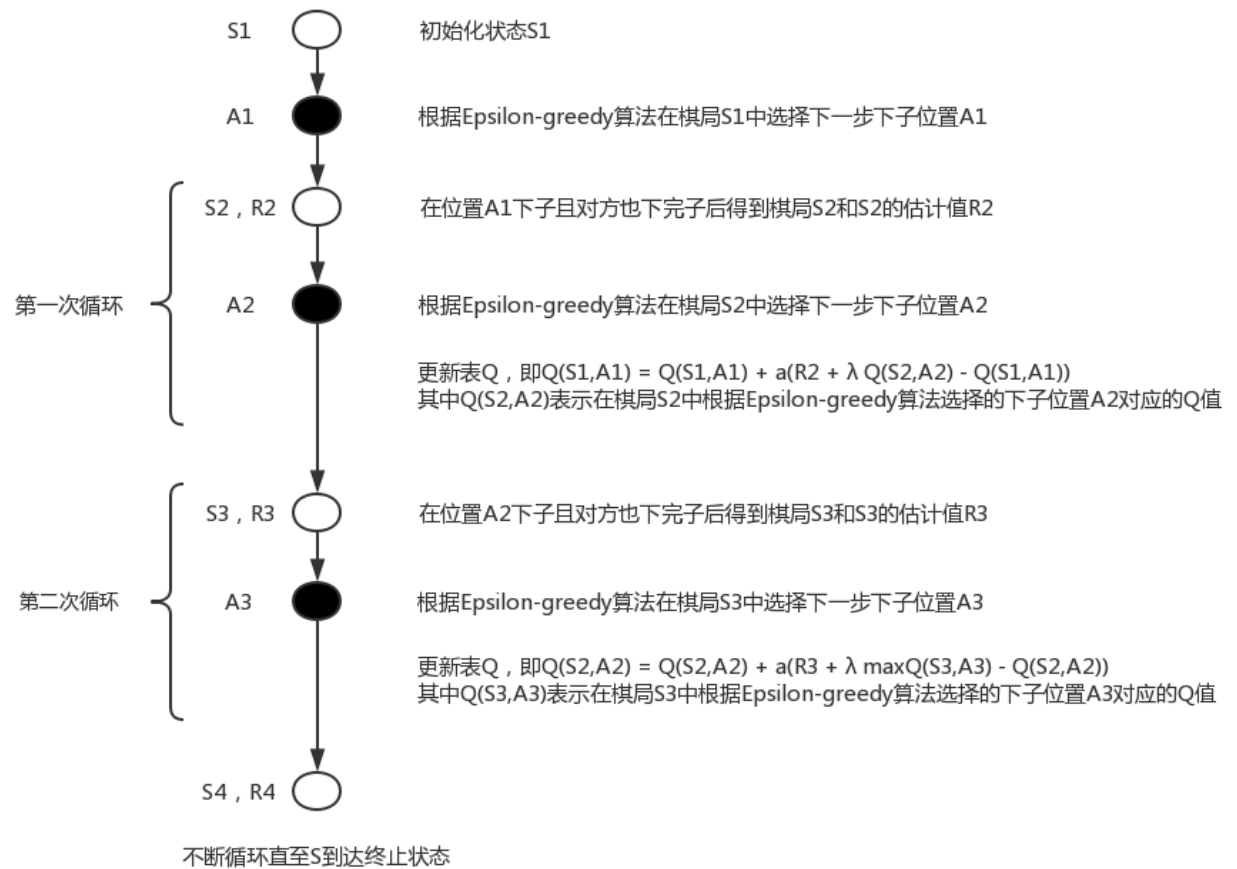 S1 初始化状态S1
A1 根据Epsilon-greedy算法在棋局S1中选择下一步下子位置A1
S2，R2 在位置A1下子且对方也下完子后得到棋局S2和S2的估计值R2
第一次循环 A2 根据Epsilon-greedy算法在棋局S2中选择下一步下子位置A2
更新表Q，即Q(S1,A1) = Q(S1,A1) + a(R2 + λ Q(S2,A2) - Q(S1,A1))
其中Q(S2,A2)表示在棋局S2中根据Epsilon-greedy算法选择的下子位置A2对应的Q值
S3，R3 在位置A2下子且对方也下完子后得到棋局S3和S3的估计值R3
第二次循环 A3 根据Epsilon-greedy算法在棋局S3中选择下一步下子位置A3
更新表Q，即Q(S2,A2) = Q(S2,A2) + a(R3 + λ maxQ(S3,A3) - Q(S2,A2))
其中Q(S3,A3)表示在棋局S3中根据Epsilon-greedy算法选择的下子位置A3对应的Q值
S4，R4
不断循环直至S到达终止状态